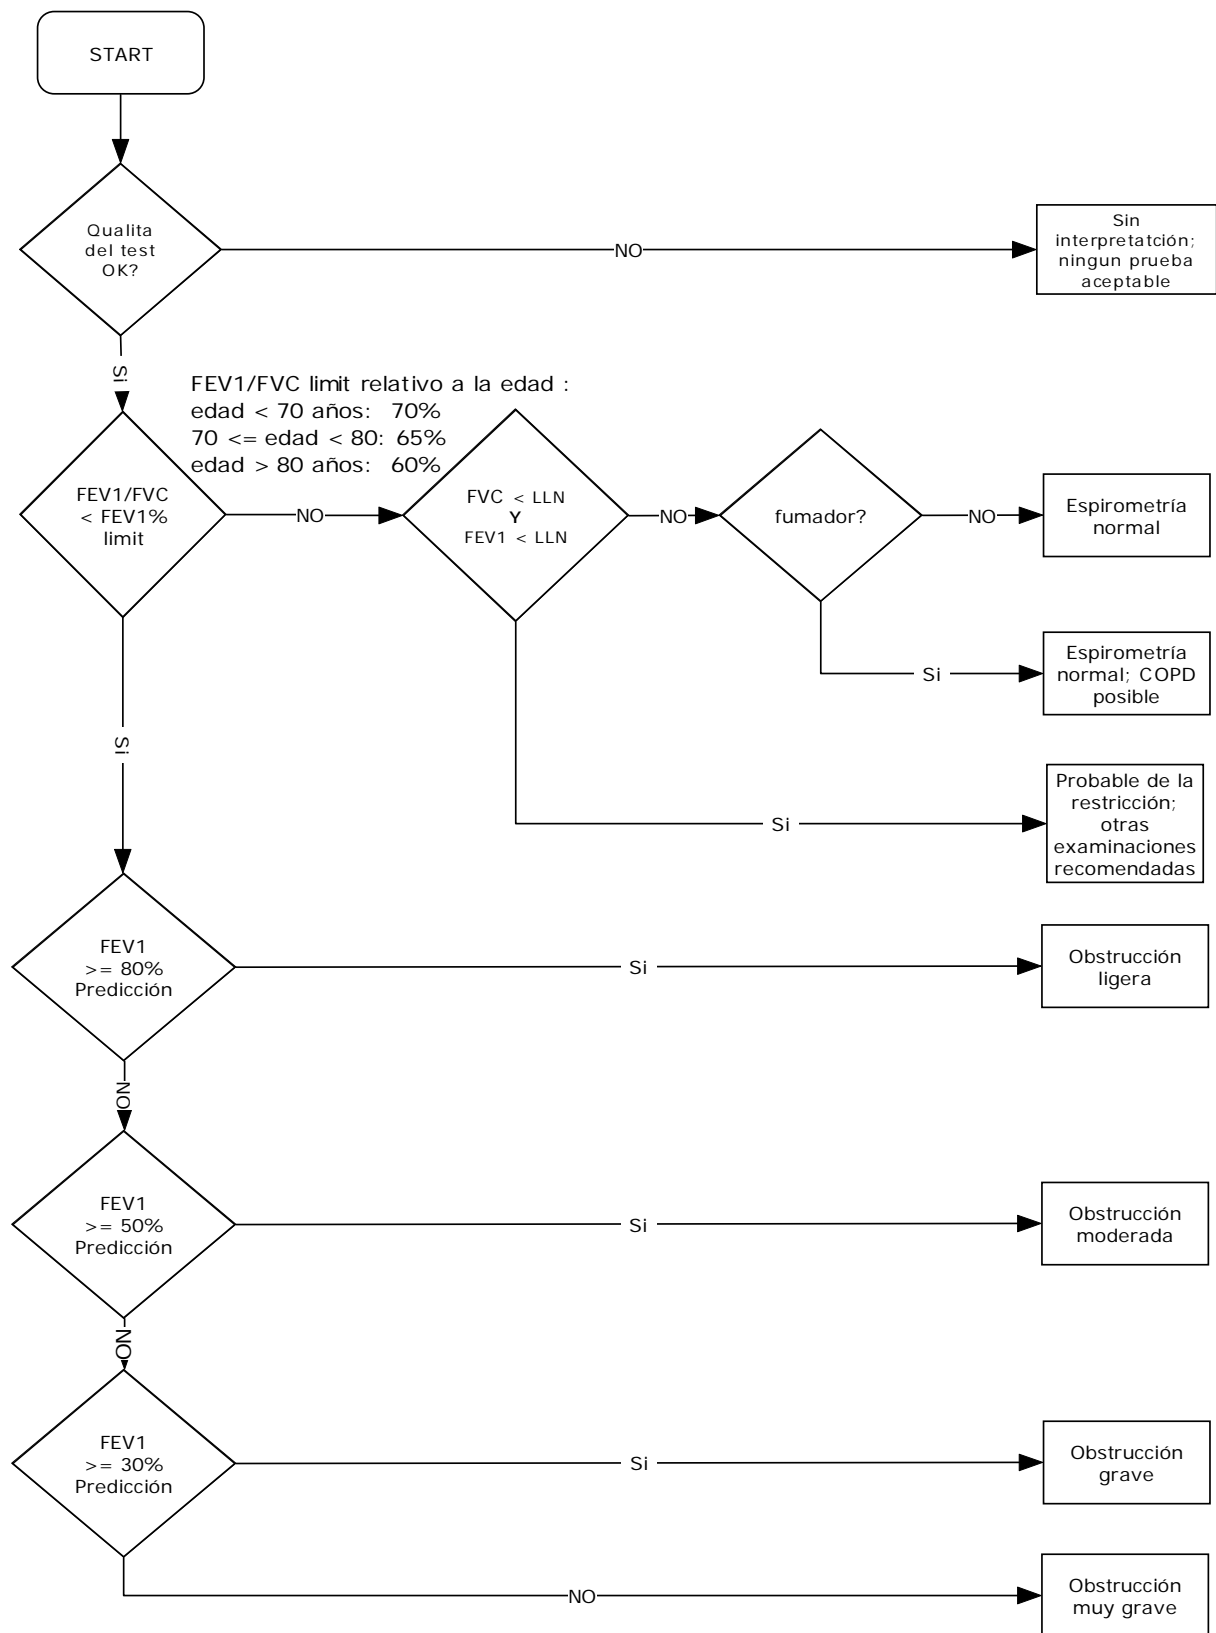 START
Qualita
del test
OK?
NO
Sin
interpretatción;
ningun prueba
aceptable
Si
FEV1/FVC limit relativo a la edad :
edad < 70 años: 70%
70 <= edad < 80: 65%
edad > 80 años: 60%
FEV1/FVC
< FEV1%
limit
NO
FVC < LLN
Y
FEV1 < LLN
NO
fumador?
NO
Espirometría
normal
Si
Espirometría
normal; COPD
posible
Si
Si
Probable de la
restricción;
otras
examinaciones
recomendadas
FEV1
>= 80%
Predicción
Si
Obstrucción
ligera
NO
FEV1
>= 50%
Predicción
Si
Obstrucción
moderada
NO
FEV1
>= 30%
Predicción
Si
Obstrucción
grave
NO
Obstrucción
muy grave